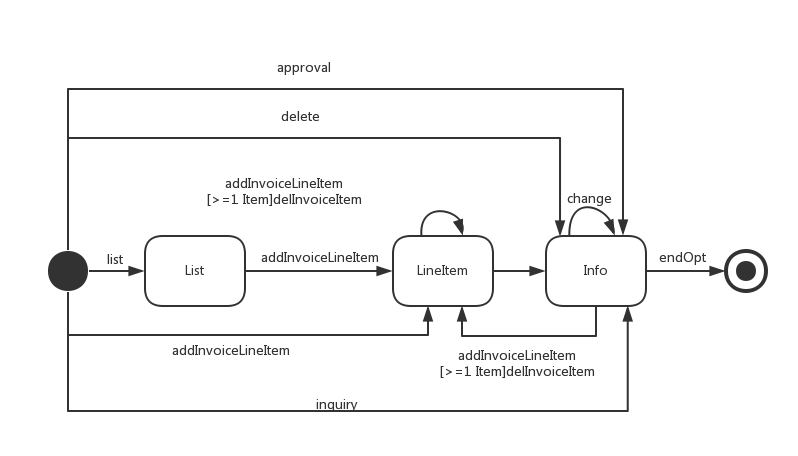 approval
delete
addInvoiceLineItem
[>=1 Item]delInvoiceItem
change
list
List
addInvoiceLineItem
LineItem
Info
endOpt
addInvoiceLineItem
addInvoiceLineItem
[>=1 Item]delInvoiceItem
inquiry